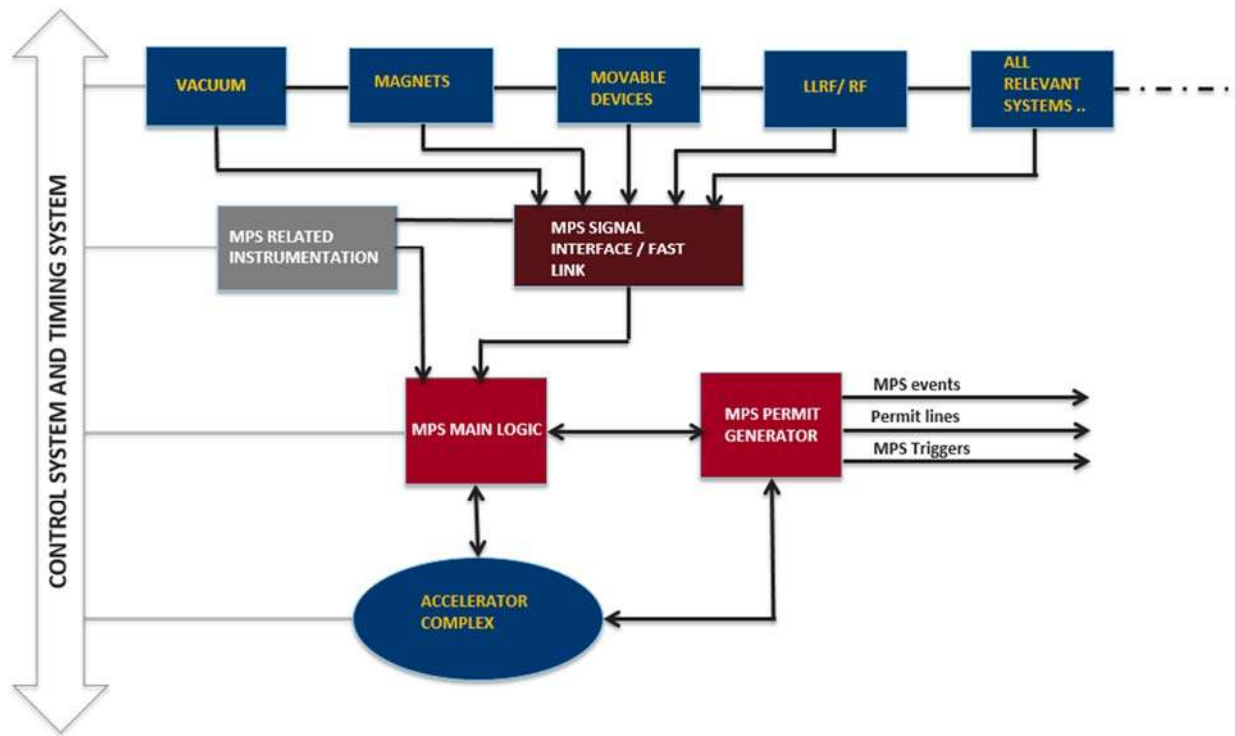 VACUUM
MAGNETS
MOVABLE
DEVICES
LLRF/ RF
ALL
RELEVANT
SYSTEMS ..
CONTROL SYSTEM AND TIMING SYSTEM
MPS RELATED
INSTRUMENTATION
MPS SIGNAL
INTERFACE / FAST
LINK
MPS MAIN LOGIC
MPS PERMIT
GENERATOR
MPS events
Permit lines
MPS Triggers
ACCELERATOR
COMPLEX